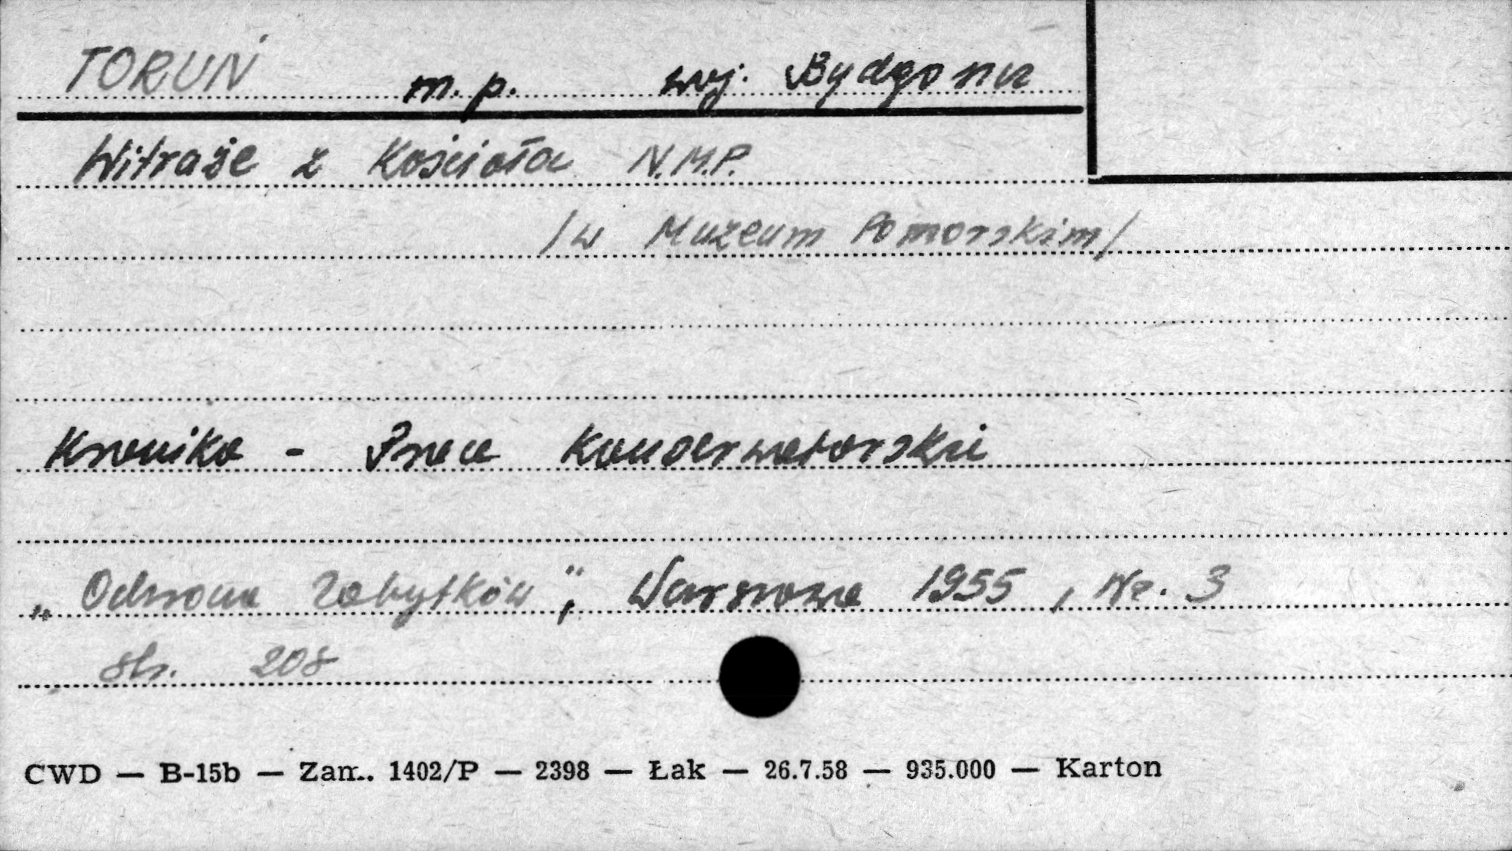 TORUŃ m.p. woj. Bydgoszcz
Witraże z Kościoła N.M.P.
/w Muzeum Pomorskim/
Kronika - Prace Konserwatorskie
„Ochrona Zabytków”, Warszawa 1955, Nr. 3
str. 208
CWD — B-15b — Zam. 1402/P — 2398 — Łak — 26.7.58 — 935.000 — Karton